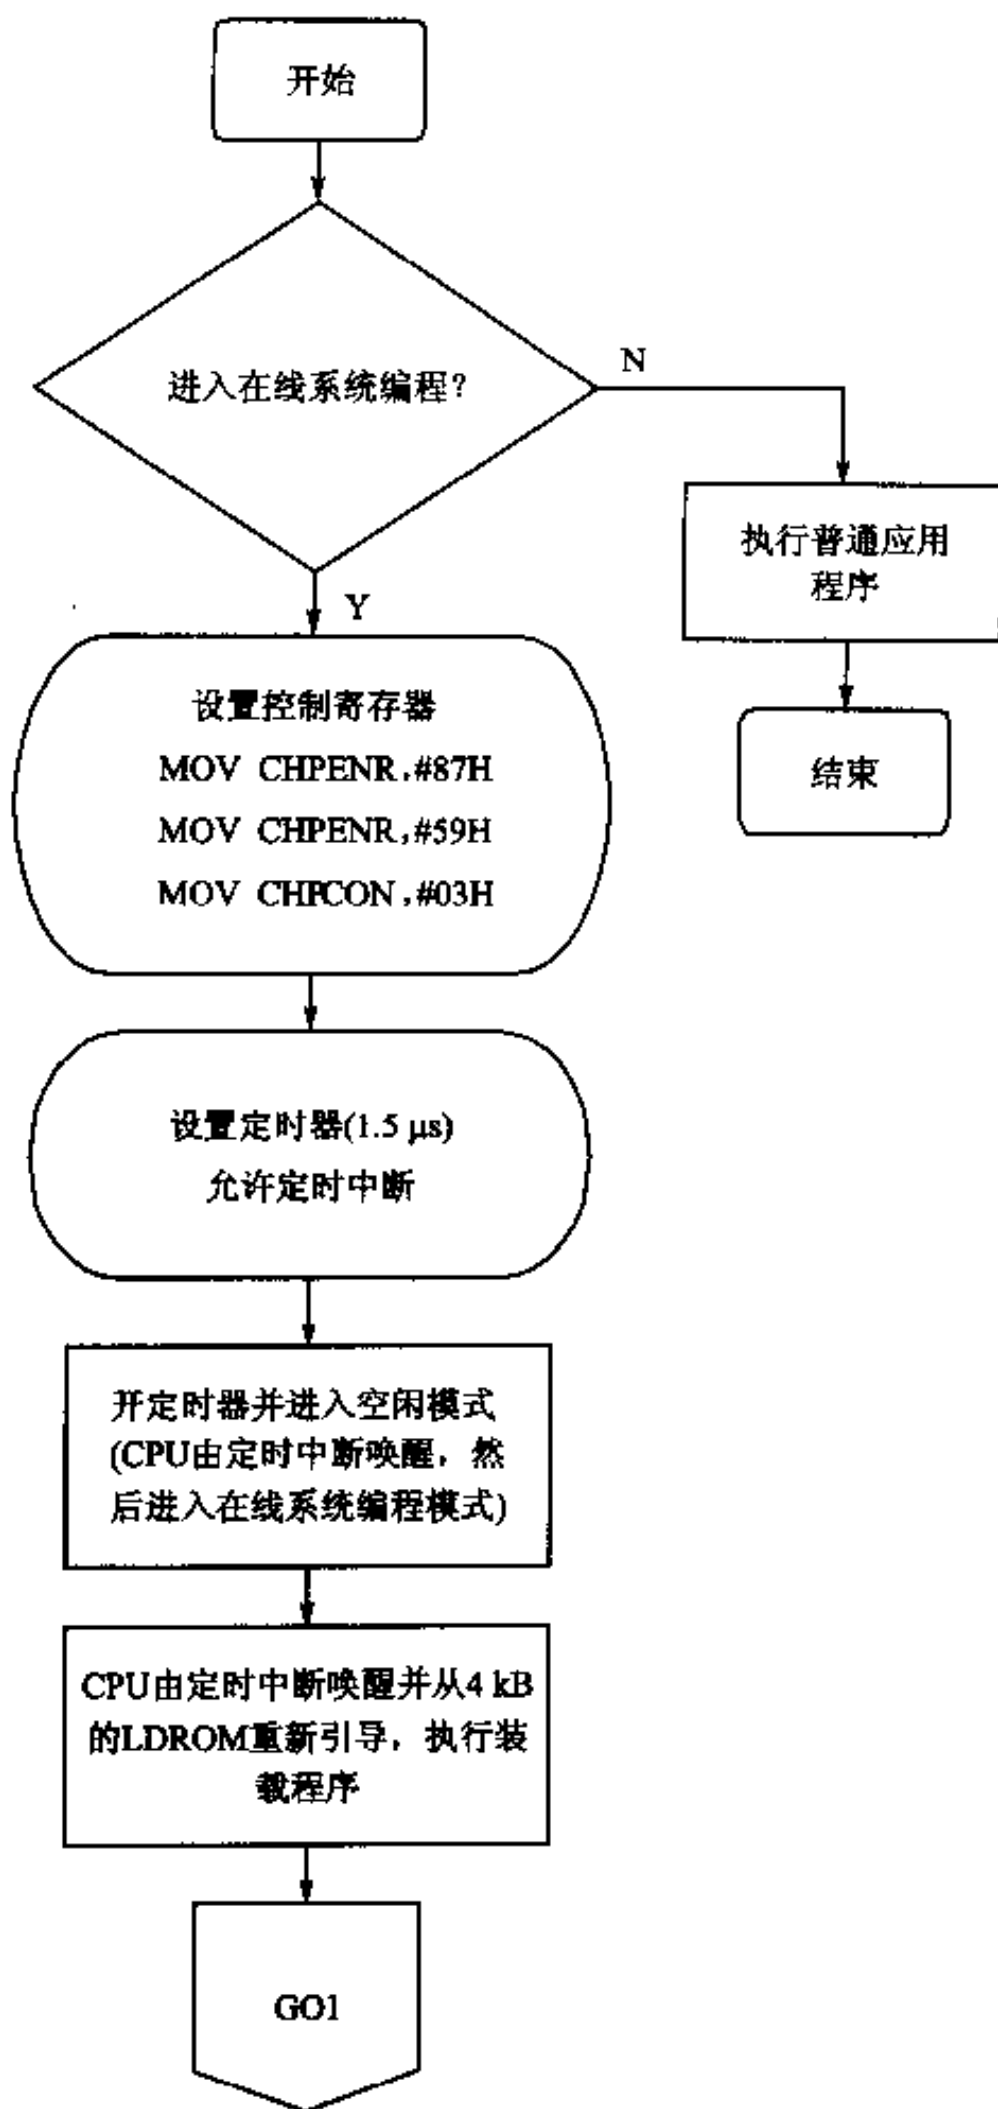 开始
进入在线系统编程?
N
执行普通应用
程序
Y
设置控制寄存器
MOV CHPENR,#87H
结束
MOV CHPENR,#59H
MOV CHPCON,#03H
设置定时器(1.5 μs)
允许定时中断
开定时器并进入空闲模式
(CPU由定时中断唤醒，然
后进入在线系统编程模式)
CPU由定时中断唤醒并从4 kB
的LDROM重新引导，执行装
载程序
GO1